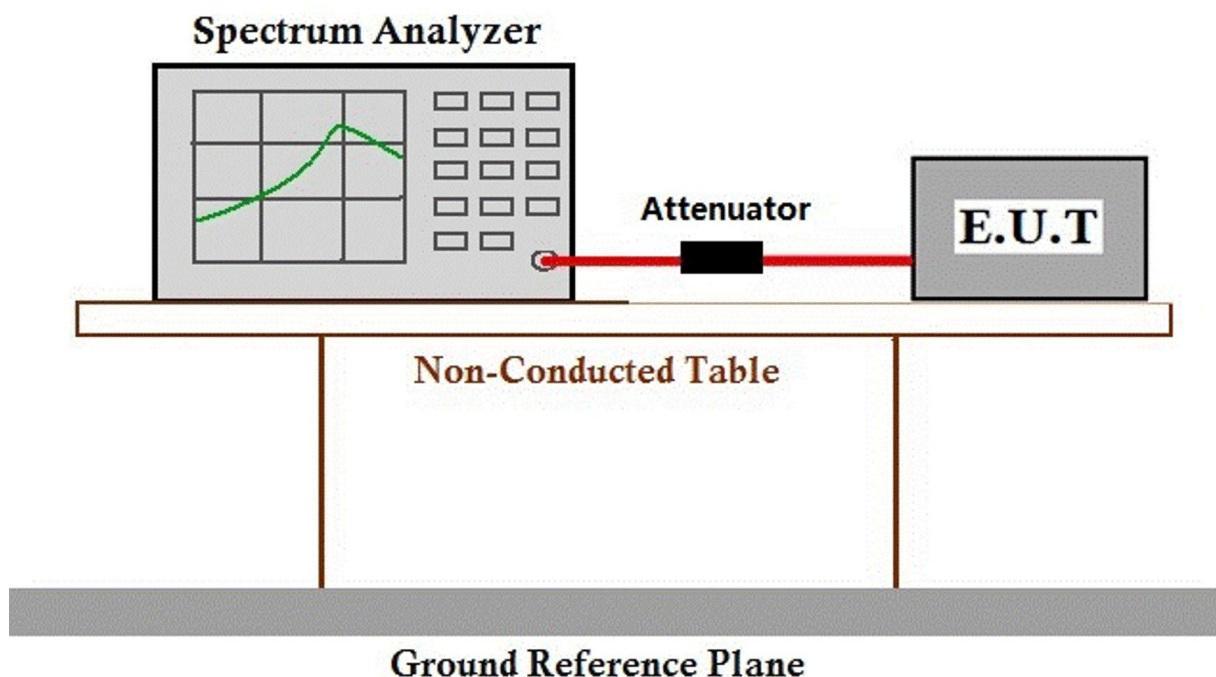 Spectrum Analyzer
Attenuator
E.U.T
Non-Conducted Table
Ground Reference Plane